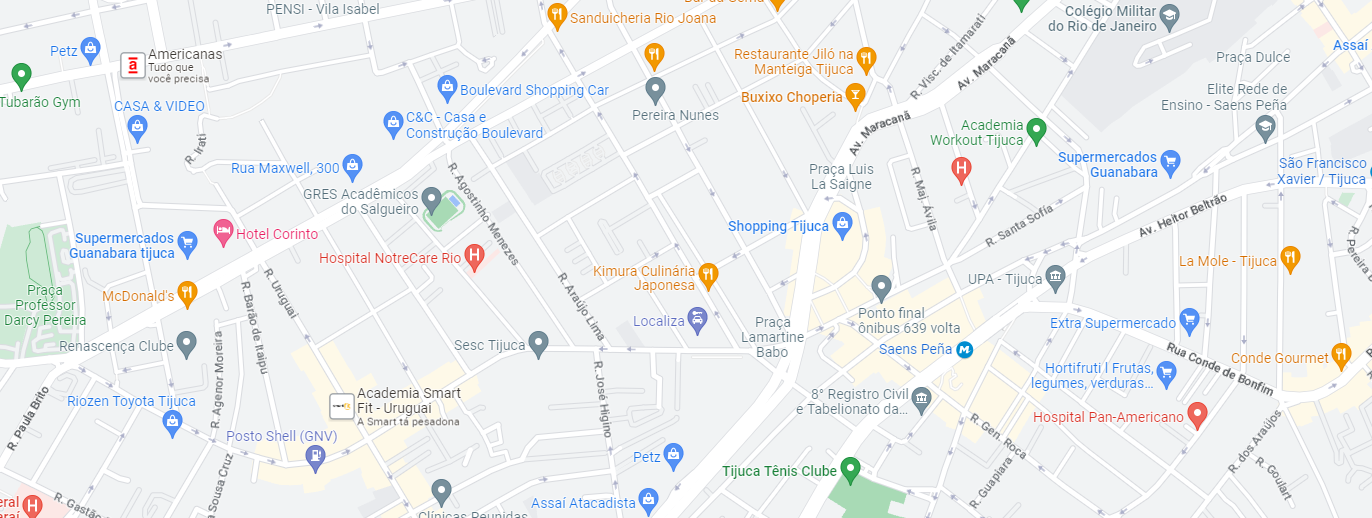 PENSI - Vila Isabel
Sanduicheria Rio Joana
Colégio Militar
do Rio de Janeiro
Petz
Americanas
Tudo que
você precisa
Restaurante Jiló na
Manteiga Tijuca
R. Visc. de Itamarati
Av. Maracanã
Assaí
Praça Dulce
Tubarão Gym
CASA & VIDEO
Boulevard Shopping Car
Buxixo Choperia
Elite Rede de
Ensino - Saens Peña
C&C - Casa e
Construção Boulevard
Pereira Nunes
Av. Maracanã
Academia
Workout Tijuca
R. Irati
Rua Maxwell, 300
R. Agostinho Menezes
Praça Luis
La Saigne
Supermercados
Guanabara
São Francisco
Xavier / Tijuca
GRES Acadêmicos
do Salgueiro
R. Maj. Ávila
R. Santa Sofia
Av. Heitor Beltrão
Hotel Corinto
Supermercados
Guanabara tijuca
Shopping Tijuca
R. Pereira
Hospital NotreCare Rio
Kimura Culinária
Japonesa
La Mole - Tijuca
UPA - Tijuca
R. Uruguai
R. Araújo Lima
McDonald's
Praça
Professor
Darcy Pereira
R. Barão de Itaipu
Localiza
Praça
Lamartine
Babo
Ponto final
ônibus 639 volta
Extra Supermercado
Renascença Clube
R. Agenor Moreira
Sesc Tijuca
Saens Peña
Rua Conde de Bonfim
Conde Gourmet
Hortifruti l Frutas,
legumes, verduras...
R. José Higino
Academia Smart
Fit - Uruguai
A Smart tá pesadona
8° Registro Civil
e Tabelionato da...
R. Paula Brito
Riozen Toyota Tijuca
Hospital Pan-Americano
R. Gen. Roca
Posto Shell (GNV)
R. dos Araújos
R. Goulart
Petz
Tijuca Tênis Clube
R. Guapiara
Sousa Cruz
R. Gastão
Assaí Atacadista
Clínicas Reunidas